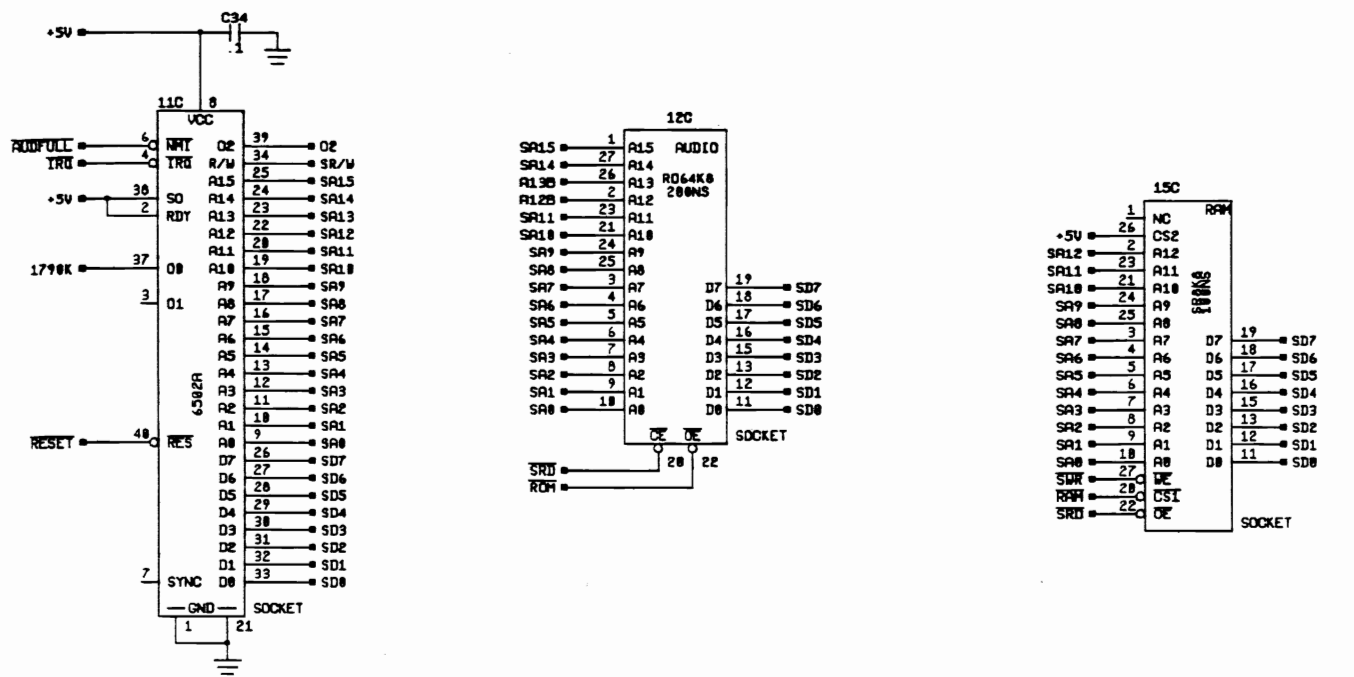 C34
+5V
.1
11C 8
VCC
AUDFULL 6 NMI O2 39 O2
IRQ 4 IRQ R/W 34 SR/W
A15 25 SA15
+5V 38 SO A14 24 SA14
2 RDY A13 23 SA13
A12 22 SA12
A11 20 SA11
1790K 37 O0 A10 19 SA10
A9 18 SA9
3 O1 A8 17 SA8
A7 16 SA7
A6 15 SA6
A5 14 SA5
A4 13 SA4
A3 12 SA3
6502A
A2 11 SA2
A1 10 SA1
RESET 40 RES A0 9 SA0
D7 26 SD7
D6 27 SD6
D5 28 SD5
D4 29 SD4
D3 30 SD3
D2 31 SD2
D1 32 SD1
7 SYNC D0 33 SD0
GND SOCKET
1 21
12C
SA15 1 A15 AUDIO
SA14 27 A14
A13B 26 A13 RO64K8
A12B 2 A12 200NS
SA11 23 A11
SA10 21 A10
SA9 24 A9
SA8 25 A8
SA7 3 A7 D7 19 SD7
SA6 4 A6 D6 18 SD6
SA5 5 A5 D5 17 SD5
SA4 6 A4 D4 16 SD4
SA3 7 A3 D3 15 SD3
SA2 8 A2 D2 13 SD2
SA1 9 A1 D1 12 SD1
SA0 10 A0 D0 11 SD0
CE OE SOCKET
SRD 20 22
ROM
15C
1 NC RAM
+5V 26 CS2
SA12 2 A12
SA11 23 A11
SA10 21 A10
SA9 24 A9
SA8 25 A8
SA7 3 A7 D7 19 SD7
SA6 4 A6 D6 18 SD6
SA5 5 A5 D5 17 SD5
SA4 6 A4 D4 16 SD4
SA3 7 A3 D3 15 SD3
SA2 8 A2 D2 13 SD2
SA1 9 A1 D1 12 SD1
SA0 10 A0 D0 11 SD0
SWR 27 WE
RAM 20 CS1
SRD 22 OE
SOCKET